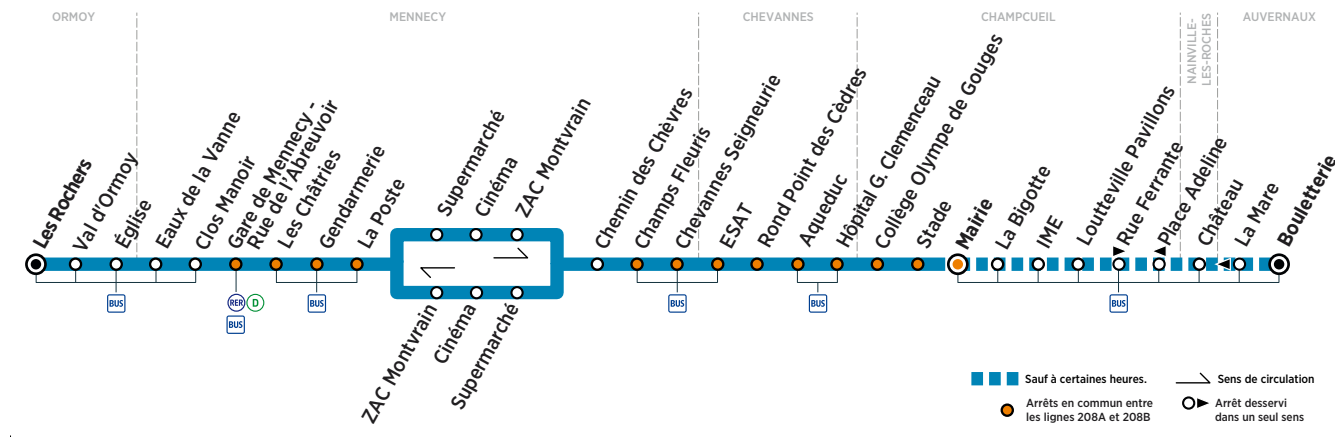 ORMOY
MENNECY
CHEVANNES
CHAMPCUEIL
NAINVILLE-
LES-ROCHES
AUVERNAUX
Les Rochers
Val d'Ormoy
Église
Eaux de la Vanne
Clos Manoir
Gare de Mennecy -
Rue de l'Abreuvoir
Les Châtries
Gendarmerie
La Poste
Supermarché
Cinéma
ZAC Montvrain
ZAC Montvrain
Cinéma
Supermarché
Chemin des Chèvres
Champs Fleuris
Chevannes Seigneurie
ESAT
Rond Point des Cèdres
Aqueduc
Hôpital G. Clemenceau
Collège Olympe de Gouges
Stade
Mairie
La Bigotte
IME
Loutteville Pavillons
Rue Ferrante
Place Adeline
Château
La Mare
Bouletterie
BUS
RER D
BUS
BUS
BUS
BUS
BUS
Sauf à certaines heures.
Sens de circulation
Arrêts en commun entre
les lignes 208A et 208B
Arrêt desservi
dans un seul sens